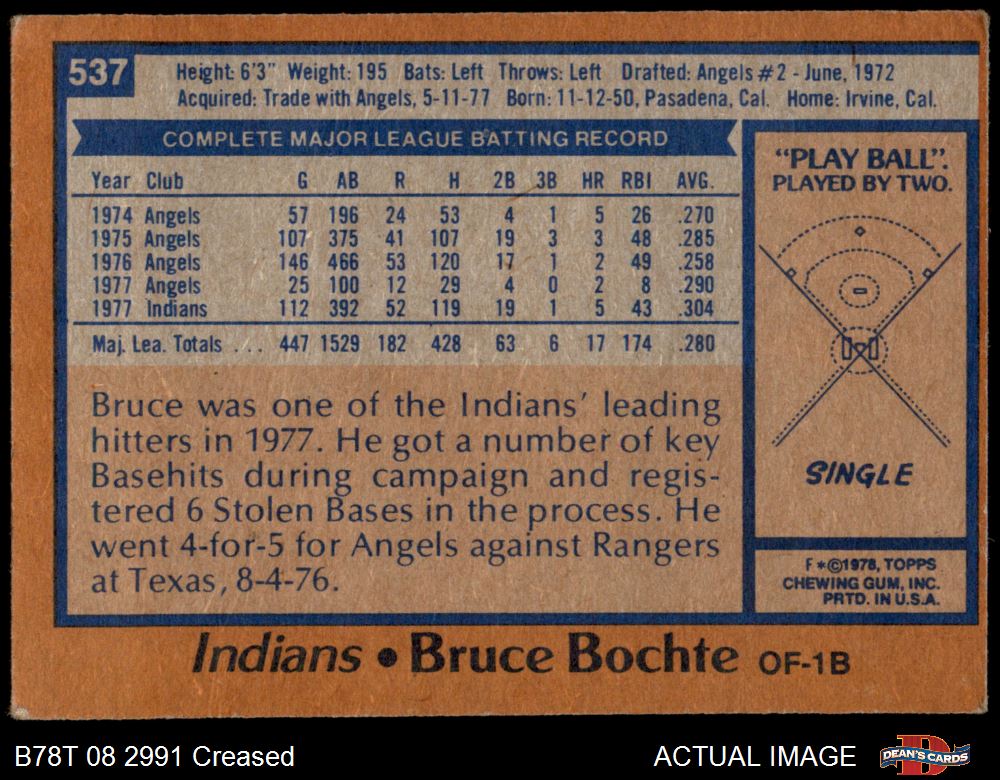 537
Height: 6'3" Weight: 195 Bats: Left Throws: Left Drafted: Angels #2 - June, 1972
Acquired: Trade with Angels, 5-11-77 Born: 11-12-50, Pasadena, Cal. Home: Irvine, Cal.
COMPLETE MAJOR LEAGUE BATTING RECORD
Year Club G AB R H 2B 3B HR RBI AVG.
1974 Angels 57 196 24 53 4 1 5 26 .270
1975 Angels 107 375 41 107 19 3 3 48 .285
1976 Angels 146 466 53 120 17 1 2 49 .258
1977 Angels 25 100 12 29 4 0 2 8 .290
1977 Indians 112 392 52 119 19 1 5 43 .304
Maj. Lea. Totals ... 447 1529 182 428 63 6 17 174 .280
Bruce was one of the Indians' leading
hitters in 1977. He got a number of key
Basehits during campaign and regis-
tered 6 Stolen Bases in the process. He
went 4-for-5 for Angels against Rangers
at Texas, 8-4-76.
"PLAY BALL".
PLAYED BY TWO.
SINGLE
F*©1978, TOPPS
CHEWING GUM, INC.
PRTD. IN U.S.A.
Indians • Bruce Bochte OF-1B
B78T 08 2991 Creased
ACTUAL IMAGE
D
DEAN'S CARDS